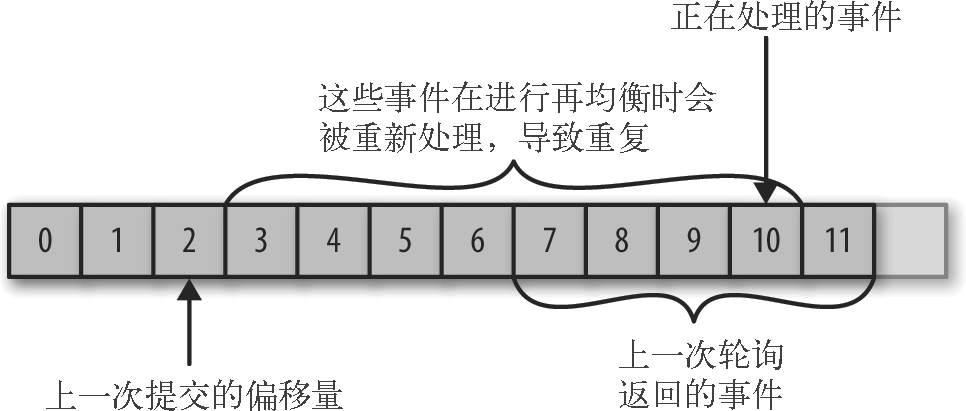 正在处理的事件
这些事件在进行再均衡时会
被重新处理，导致重复
0 1 2 3 4 5 6 7 8 9 10 11
上一次轮询
返回的事件
上一次提交的偏移量